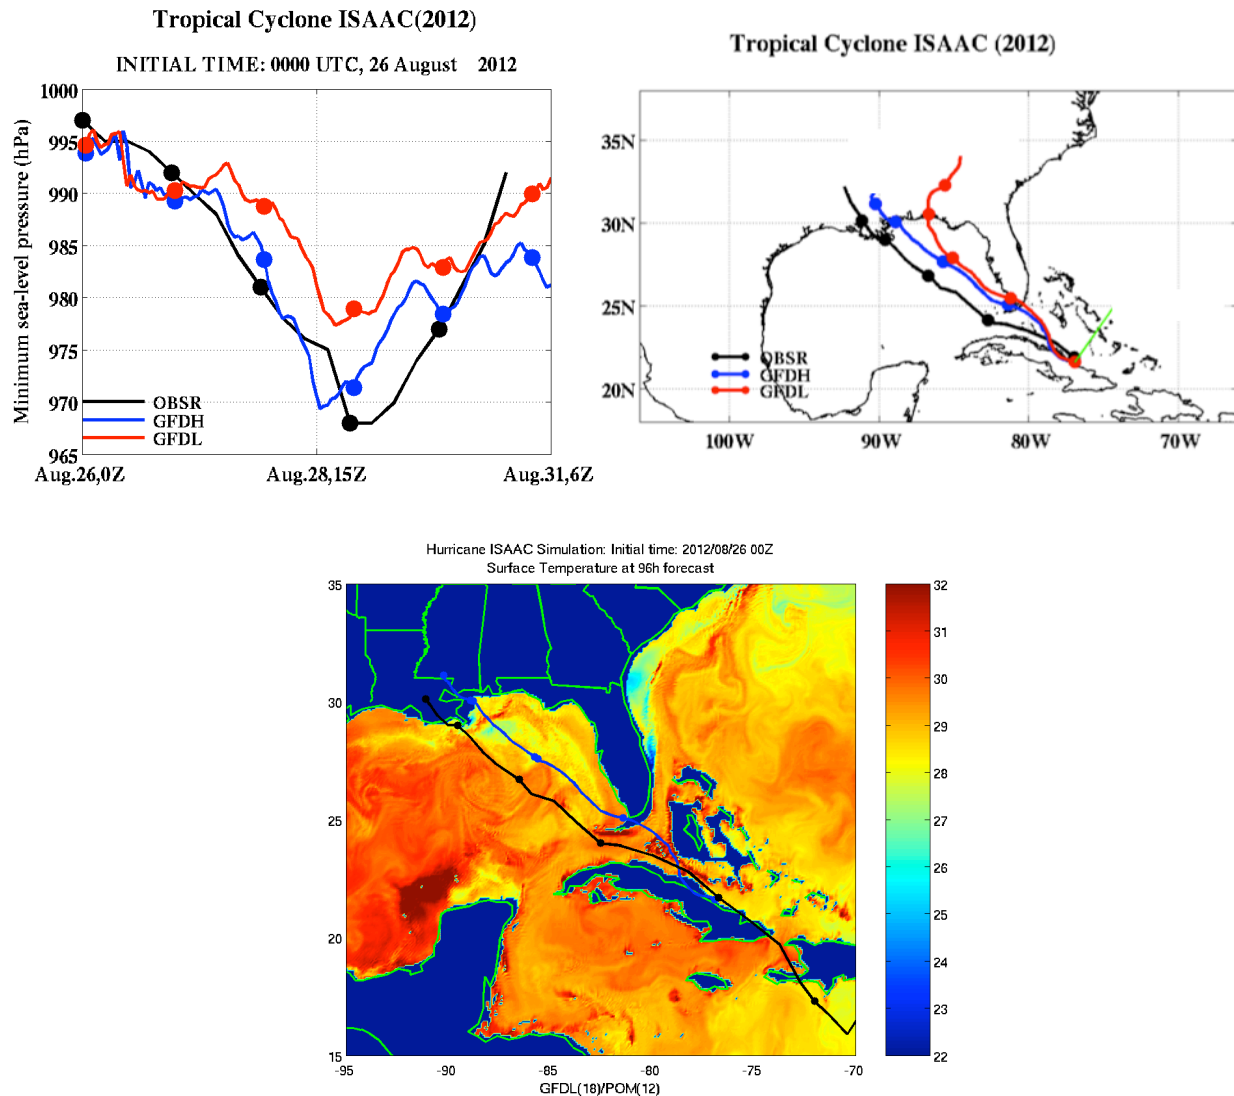 Tropical Cyclone ISAAC(2012)
INITIAL TIME: 0000 UTC, 26 August 2012
Minimum sea-level pressure (hPa)
1000
995
990
985
980
975
970
965
OBSR
GFDH
GFDL
Aug.26,0Z Aug.28,15Z Aug.31,6Z
Tropical Cyclone ISAAC (2012)
35N
30N
25N
20N
OBSR
GFDH
GFDL
100W 90W 80W 70W
Hurricane ISAAC Simulation: Initial time: 2012/08/26 00Z
Surface Temperature at 96h forecast
35
30
25
20
15
-95 -90 -85 -80 -75 -70
GFDL(18)/POM(12)
32
31
30
29
28
27
26
25
24
23
22